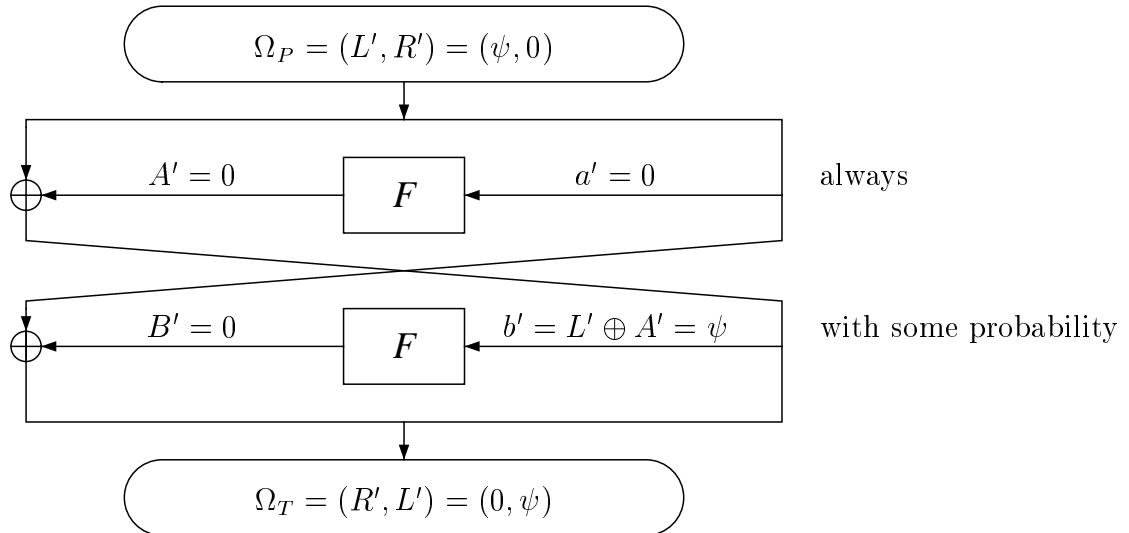 Ω_P = (L′, R′) = (ψ, 0)
A′ = 0
F
a′ = 0
always
B′ = 0
F
b′ = L′ ⊕ A′ = ψ
with some probability
Ω_T = (R′, L′) = (0, ψ)